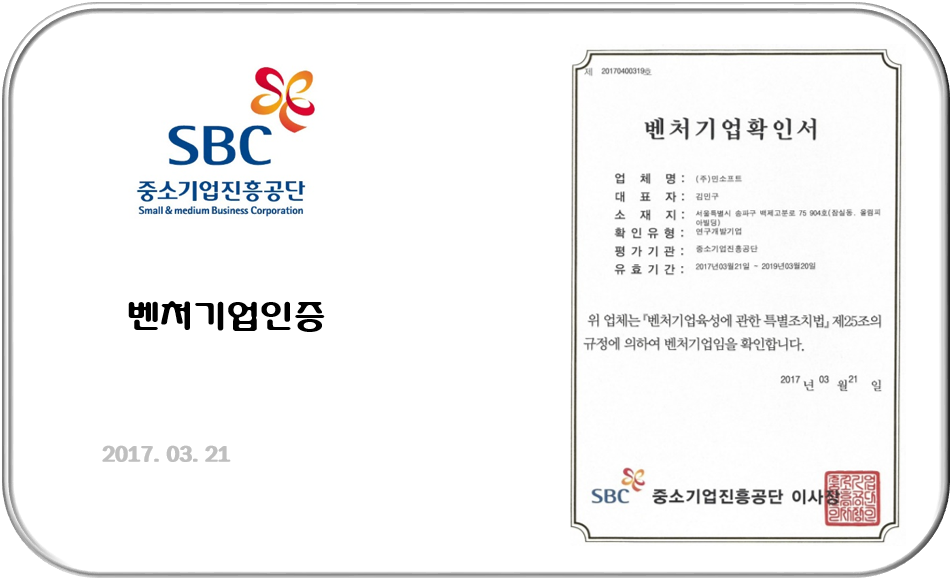 SBC
중소기업진흥공단
Small & medium Business Corporation
벤처기업인증
2017. 03. 21
제 20170400319호
벤처기업확인서
업 체 명 : (주)민소프트
대 표 자 : 김민구
소 재 지 : 서울특별시 송파구 백제고분로 75 904호(잠실동, 올림피
아빌딩)
확인유형 : 연구개발기업
평가기관 : 중소기업진흥공단
유효기간 : 2017년03월21일 - 2019년03월20일
위 업체는 「벤처기업육성에 관한 특별조치법」 제25조의
규정에 의하여 벤처기업임을 확인합니다.
2017 년 03 월 21 일
SBC 중소기업진흥공단 이사장